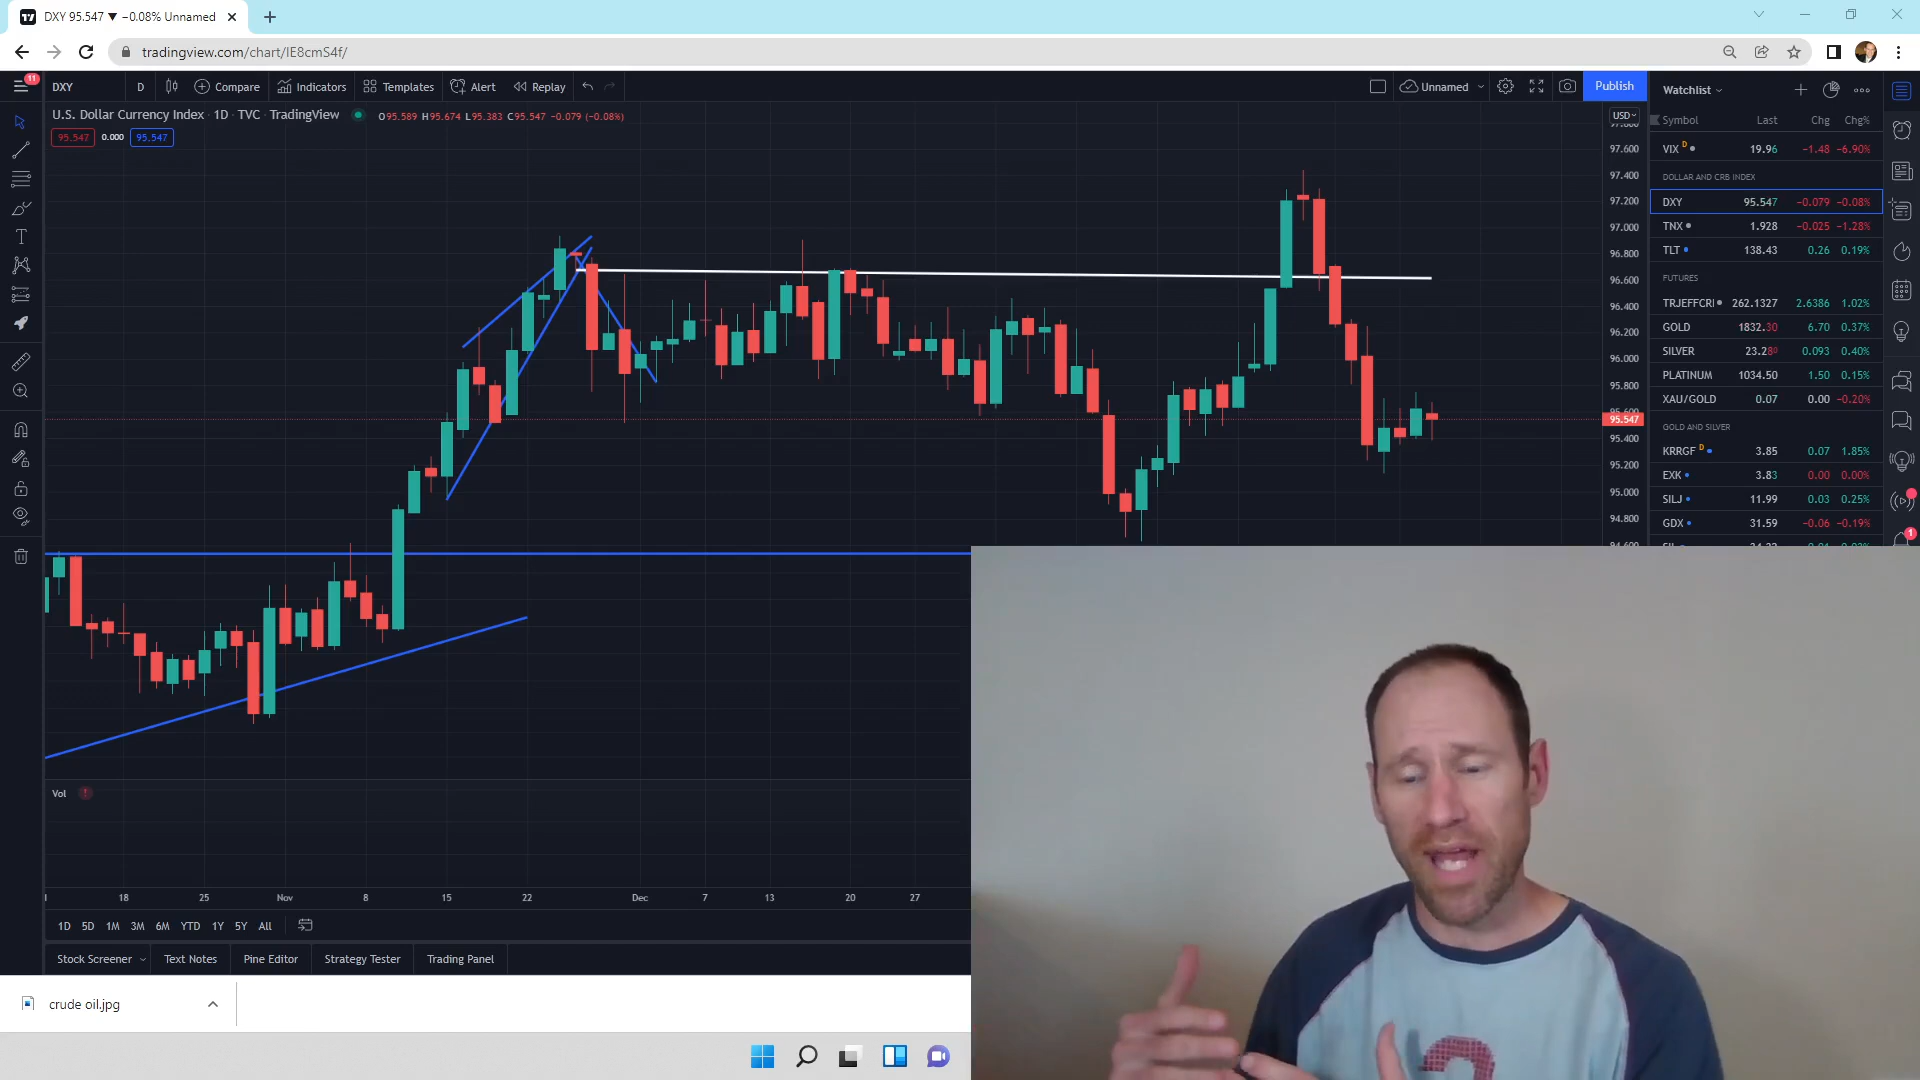 DXY 95.547 ▼ −0.08% Unnamed
tradingview.com/chart/IE8cmS4f/
11
DXY D Compare Indicators Templates Alert Replay Unnamed Publish
U.S. Dollar Currency Index · 1D · TVC · TradingView O95.589 H95.674 L95.383 C95.547 −0.079 (−0.08%)
95.547 0.000 95.547
USD
97.600
97.400
97.200
97.000
96.800
96.600
96.400
96.200
96.000
95.800
95.547
95.400
95.200
95.000
94.800
94.600
Watchlist
Symbol Last Chg Chg%
VIX D 19.96 −1.48 −6.90%
DOLLAR AND CRB INDEX
DXY 95.547 −0.079 −0.08%
TNX 1.928 −0.025 −1.28%
TLT 138.43 0.26 0.19%
FUTURES
TRJEFFCRI 262.1327 2.6386 1.02%
GOLD 1832.30 6.70 0.37%
SILVER 23.280 0.093 0.40%
PLATINUM 1034.50 1.50 0.15%
XAU/GOLD 0.07 0.00 −0.20%
GOLD AND SILVER
KRRGF D 3.85 0.07 1.85%
EXK 3.83 0.00 0.00%
SILJ 11.99 0.03 0.25%
GDX 31.59 −0.06 −0.19%
1
Vol !
18 25 Nov 8 15 22 Dec 7 13 20 27
1D 5D 1M 3M 6M YTD 1Y 5Y All
Stock Screener Text Notes Pine Editor Strategy Tester Trading Panel
crude oil.jpg